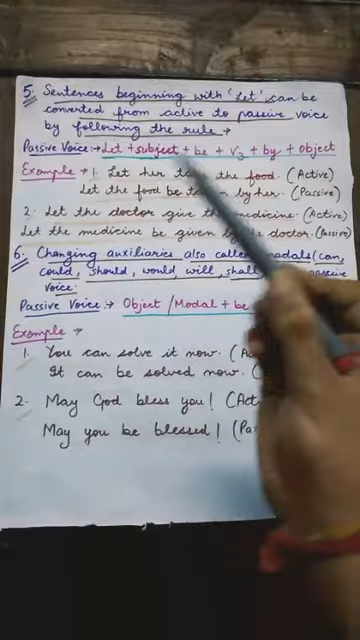 5. Sentences beginning with 'Let' can be
converted from active to passive voice
by following the rule →
Passive Voice:→ Let + subject + be + V3 + by + object
Example → 1. Let her the food. (Active)
Let the food be by her. (Passive)
2. Let the doctor give the medicine. (Active)
Let the medicine be given by the doctor. (Passive)
6. Changing auxiliaries also called modals (can,
could, should, would, will, shall passive
voice:
Passive Voice :→ Object / Modal + be
Example →
1. You can solve it now.
It can be solved now.
2. May God bless you!
May you be blessed!